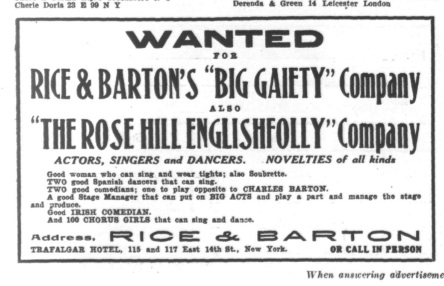 Cherie Doris 23 E 99 N Y
Derenda & Green 14 Leicester London
WANTED
FOR
RICE & BARTON'S "BIG GAIETY" Company
ALSO
"THE ROSE HILL ENGLISHFOLLY" Company
ACTORS, SINGERS and DANCERS. NOVELTIES of all kinds
Good woman who can sing and wear tights; also Soubrette.
TWO good Spanish dancers that can sing.
TWO good comedians; one to play opposite to CHARLES BARTON.
A good Stage Manager that can put on BIG ACTS and play a part and manage the stage
and produce.
Good IRISH COMEDIAN.
And 100 CHORUS GIRLS that can sing and dance.
Address, RICE & BARTON
TRAFALGAR HOTEL, 115 and 117 East 14th St., New York. OR CALL IN PERSON
When answering advertiseme